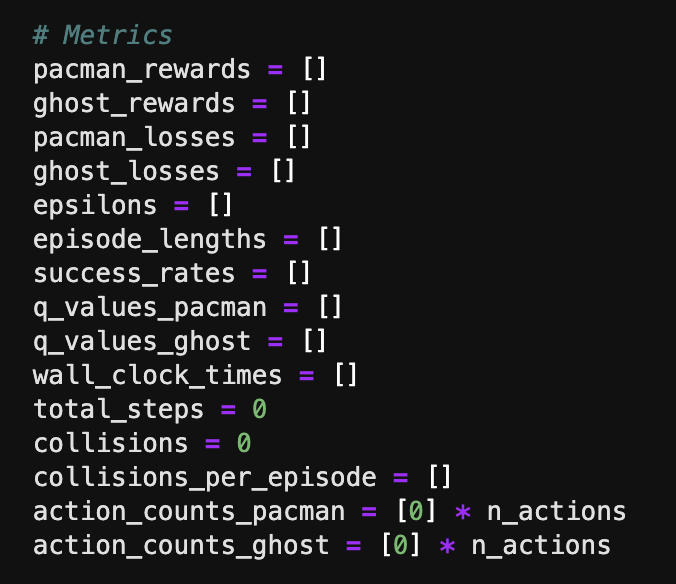 # Metrics
pacman_rewards = []
ghost_rewards = []
pacman_losses = []
ghost_losses = []
epsilons = []
episode_lengths = []
success_rates = []
q_values_pacman = []
q_values_ghost = []
wall_clock_times = []
total_steps = 0
collisions = 0
collisions_per_episode = []
action_counts_pacman = [0] * n_actions
action_counts_ghost = [0] * n_actions